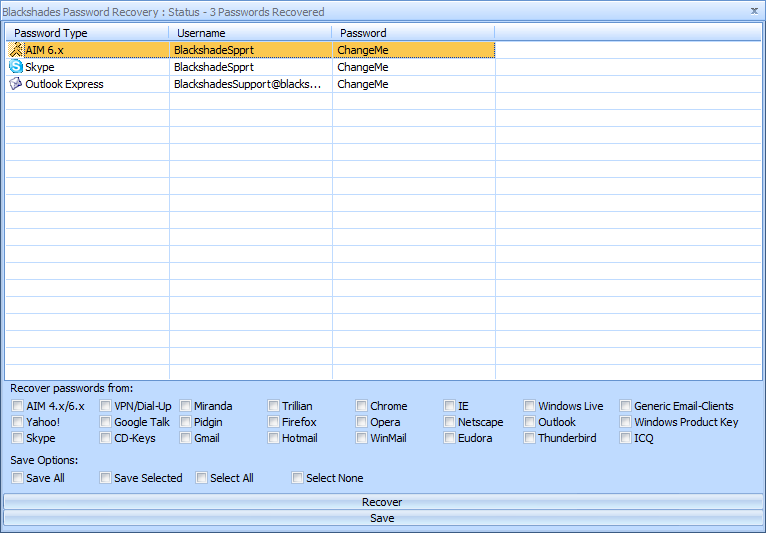 Blackshades Password Recovery : Status - 3 Passwords Recovered
Password Type Username Password
AIM 6.x BlackshadeSpprt ChangeMe
Skype BlackshadeSpprt ChangeMe
Outlook Express BlackshadesSupport@blacks... ChangeMe
Recover passwords from:
AIM 4.x/6.x VPN/Dial-Up Miranda Trillian Chrome IE Windows Live Generic Email-Clients
Yahoo! Google Talk Pidgin Firefox Opera Netscape Outlook Windows Product Key
Skype CD-Keys Gmail Hotmail WinMail Eudora Thunderbird ICQ
Save Options:
Save All Save Selected Select All Select None
Recover
Save